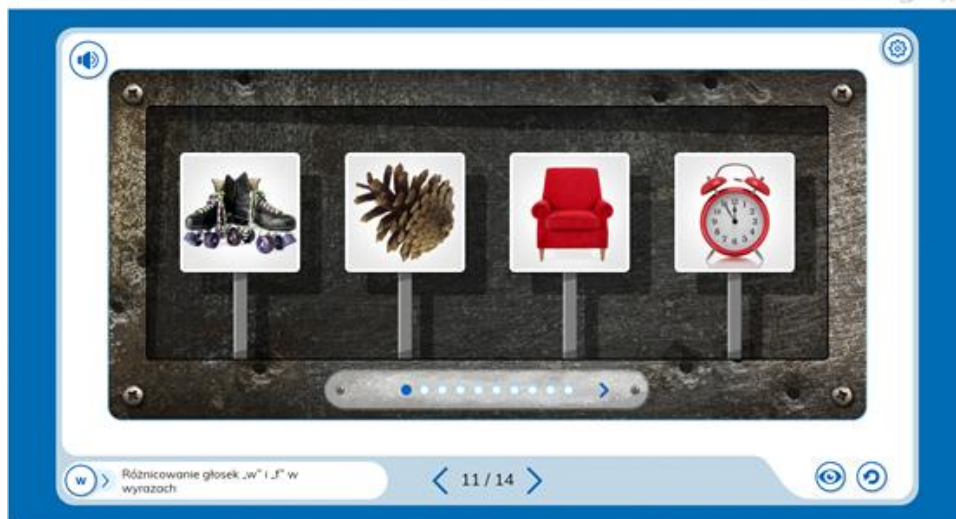 w
Różnicowanie głosek „w” i „f” w
wyrazach
11 / 14